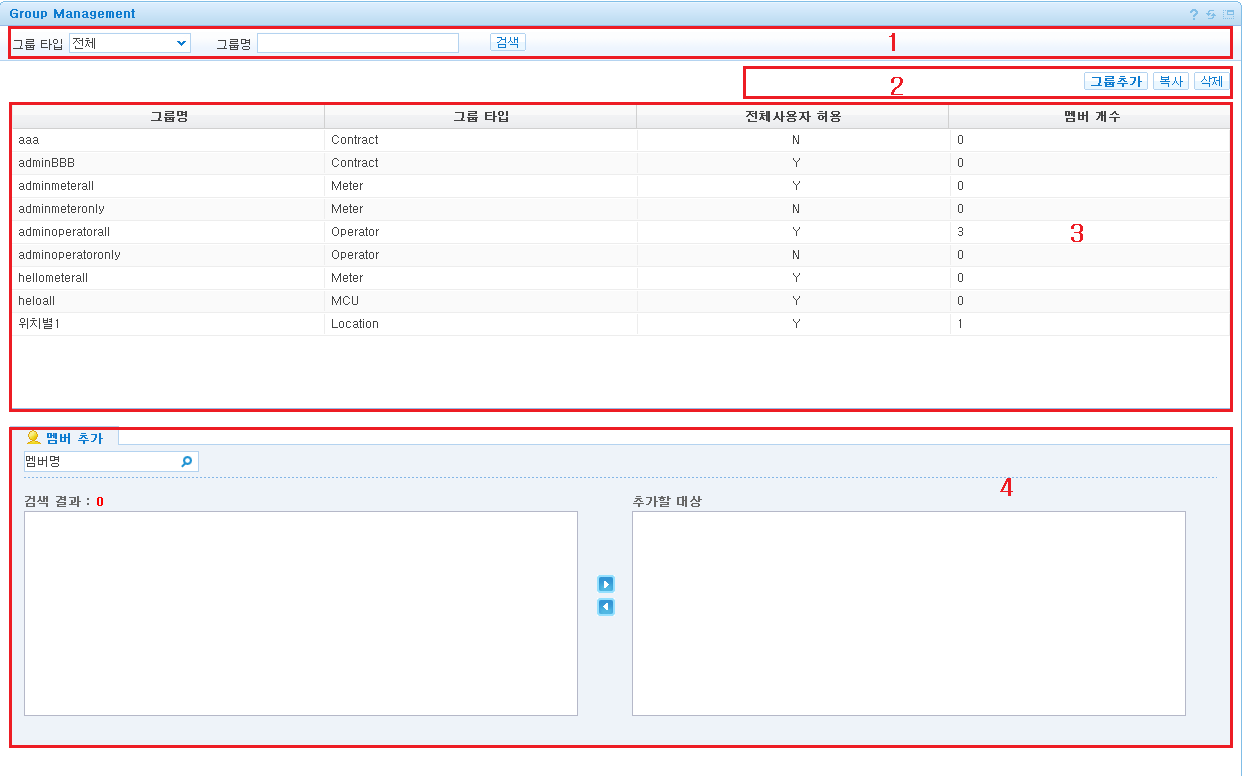 Group Management
그룹 타입 전체 그룹명 검색 1
2 그룹추가 복사 삭제
그룹명 그룹 타입 전체사용자 허용 멤버 개수
aaa Contract N 0
adminBBB Contract Y 0
adminmeterall Meter Y 0
adminmeteronly Meter N 0
adminoperatorall Operator Y 3
adminoperatoronly Operator N 0
hellometerall Meter Y 0
heloall MCU Y 0
위치별1 Location Y 1
3
멤버 추가
멤버명
4
검색 결과 : 0 추가할 대상